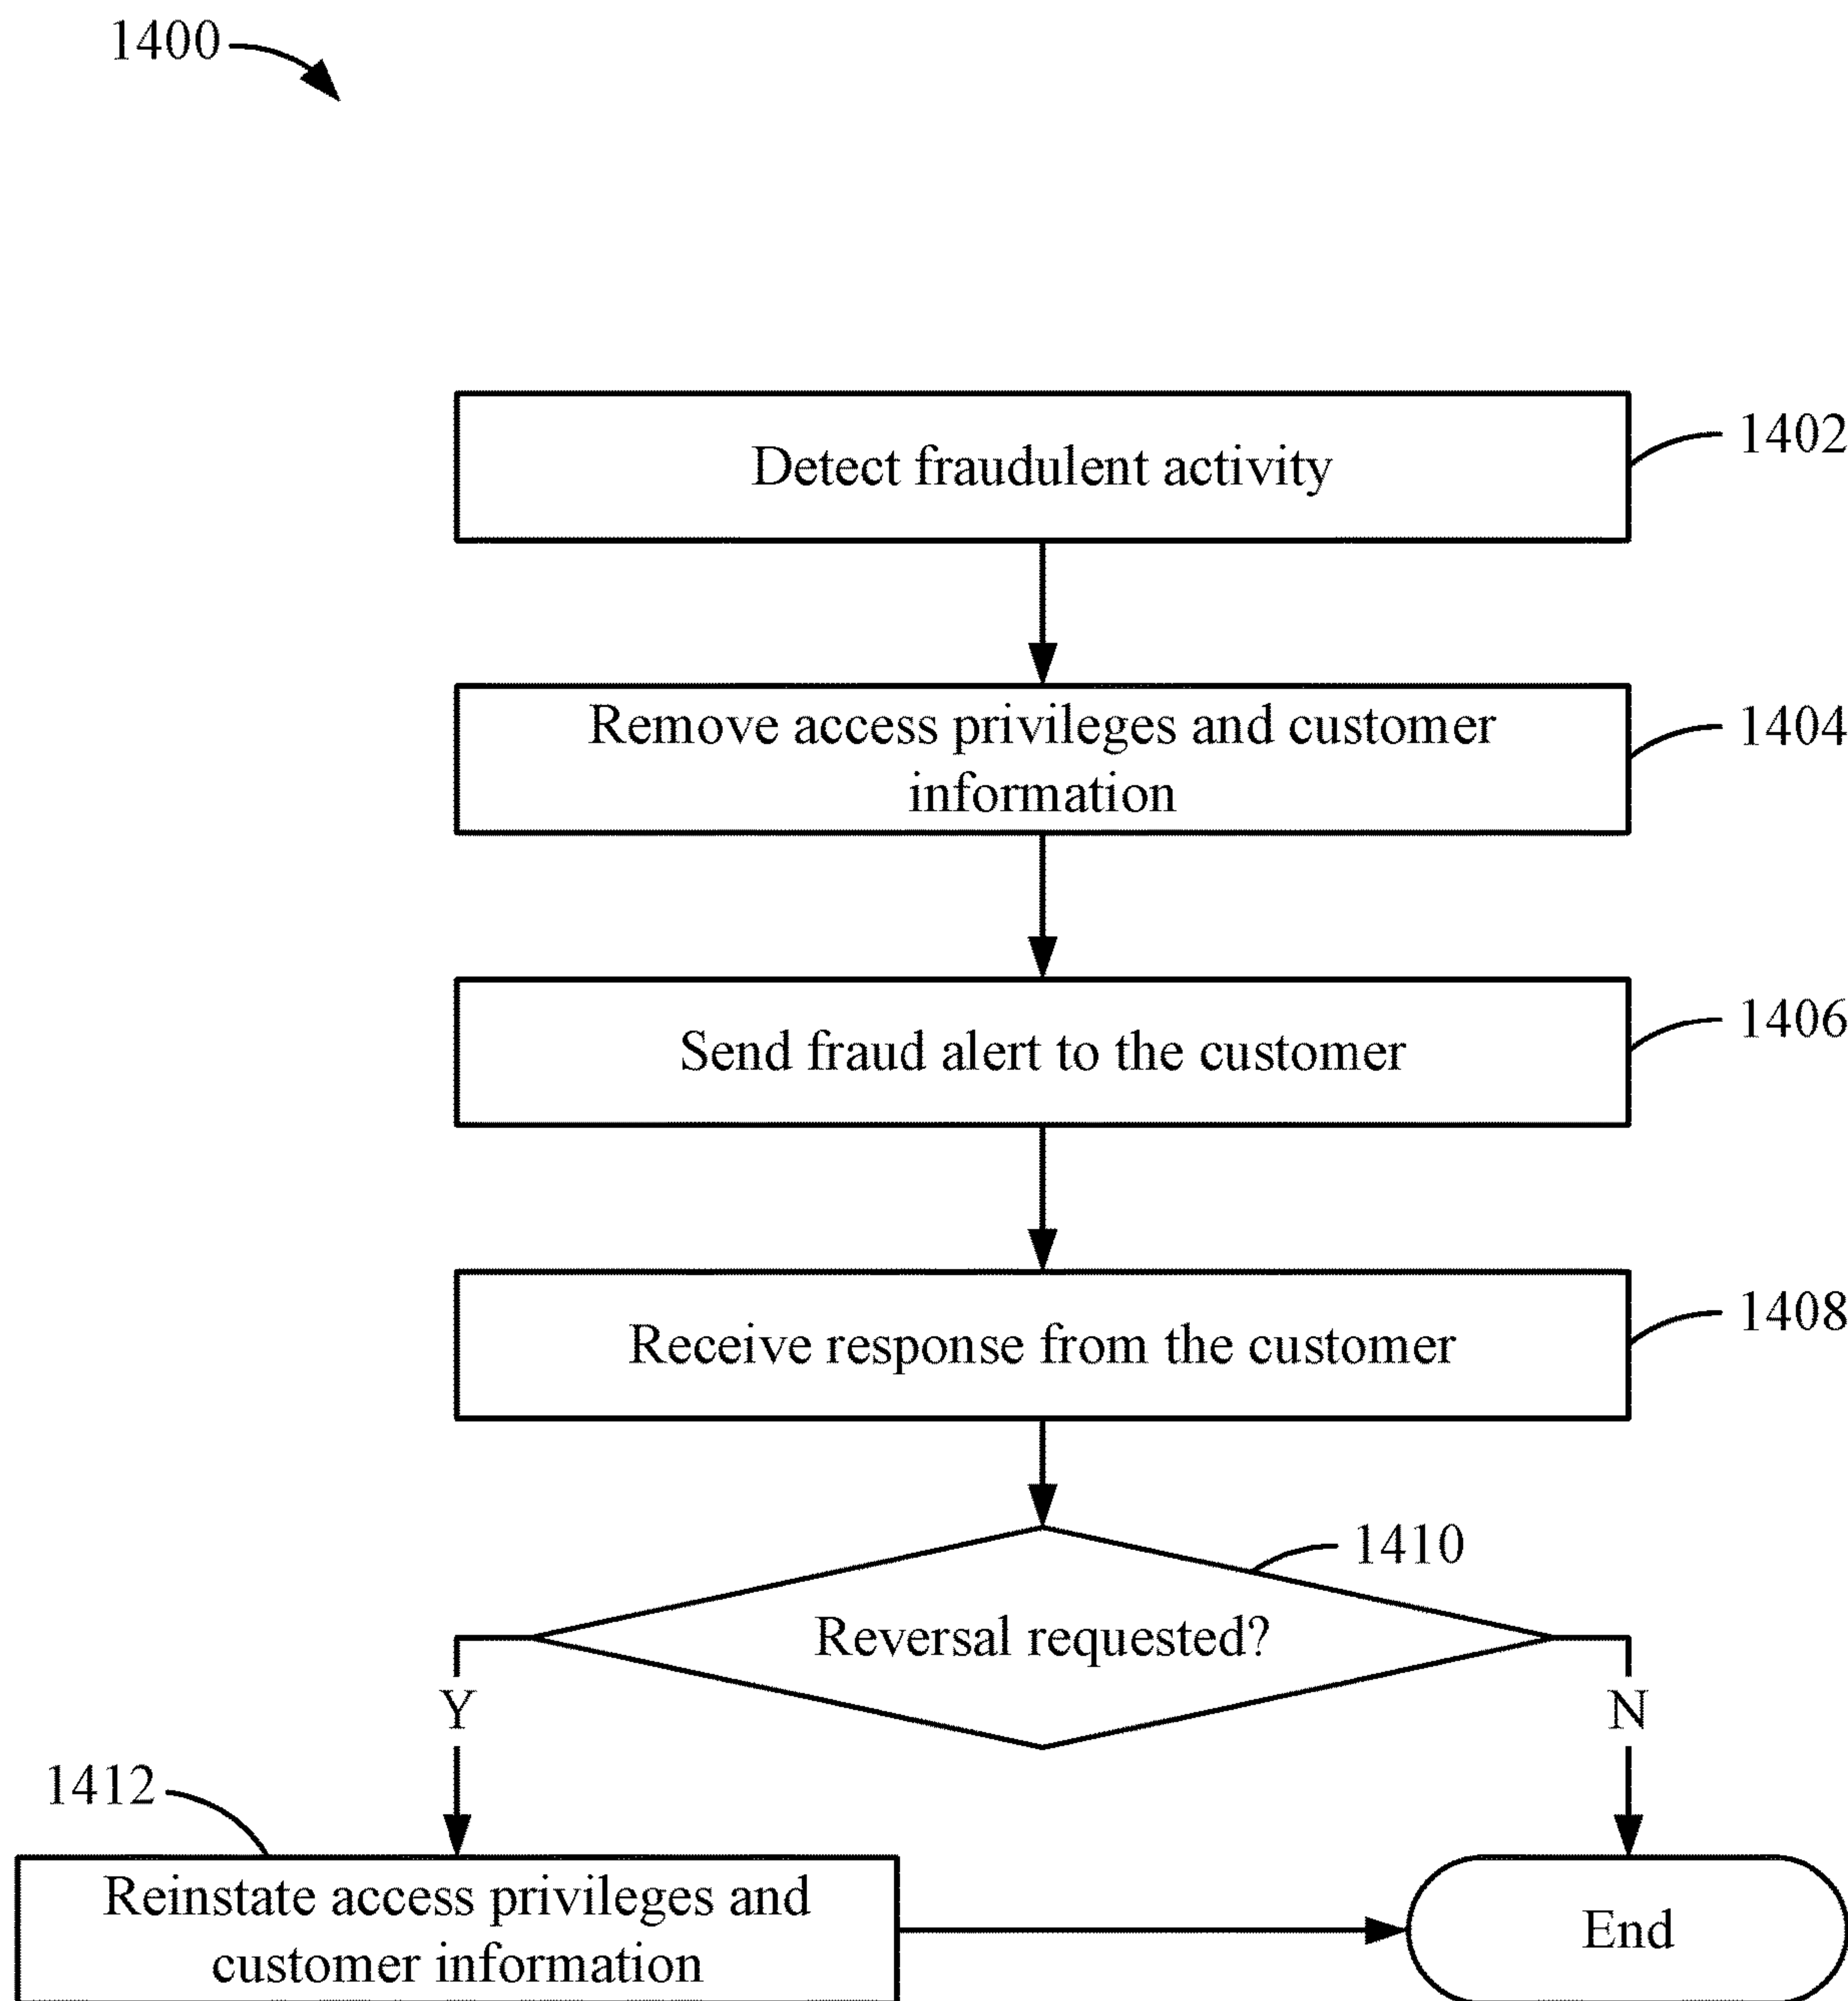 1400
Detect fraudulent activity
1402
Remove access privileges and customer
information
1404
Send fraud alert to the customer
1406
Receive response from the customer
1408
1410
Reversal requested?
Y
N
1412
Reinstate access privileges and
customer information
End